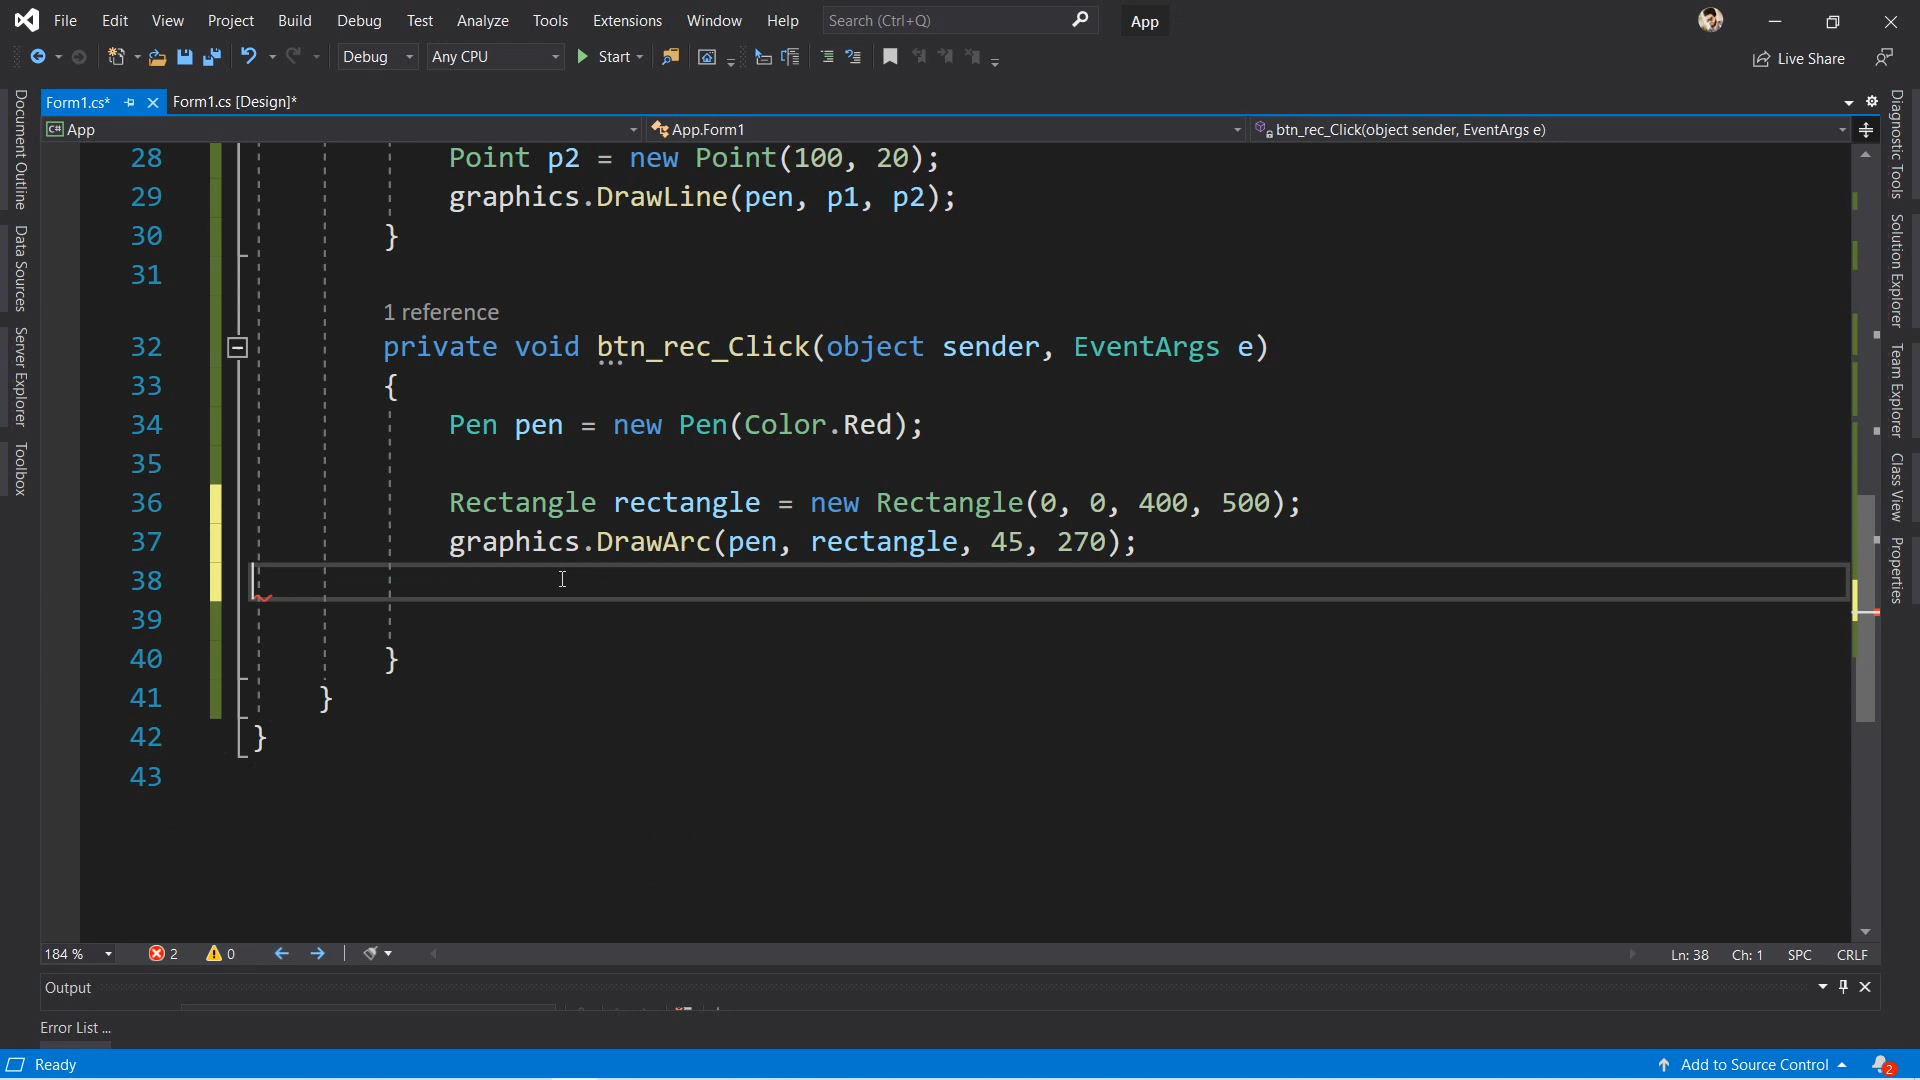 File Edit View Project Build Debug Test Analyze Tools Extensions Window Help Search (Ctrl+Q) App
Debug Any CPU Start Live Share
Form1.cs* Form1.cs [Design]*
C# App App.Form1 btn_rec_Click(object sender, EventArgs e)
28 Point p2 = new Point(100, 20);
29 graphics.DrawLine(pen, p1, p2);
30 }
31
1 reference
32 private void btn_rec_Click(object sender, EventArgs e)
33 {
34 Pen pen = new Pen(Color.Red);
35
36 Rectangle rectangle = new Rectangle(0, 0, 400, 500);
37 graphics.DrawArc(pen, rectangle, 45, 270);
38
39
40 }
41 }
42 }
43
Document Outline
Data Sources
Server Explorer
Toolbox
Diagnostic Tools
Solution Explorer
Team Explorer
Class View
Properties
184 % 2 0 Ln: 38 Ch: 1 SPC CRLF
Output
Error List ...
Ready Add to Source Control 2